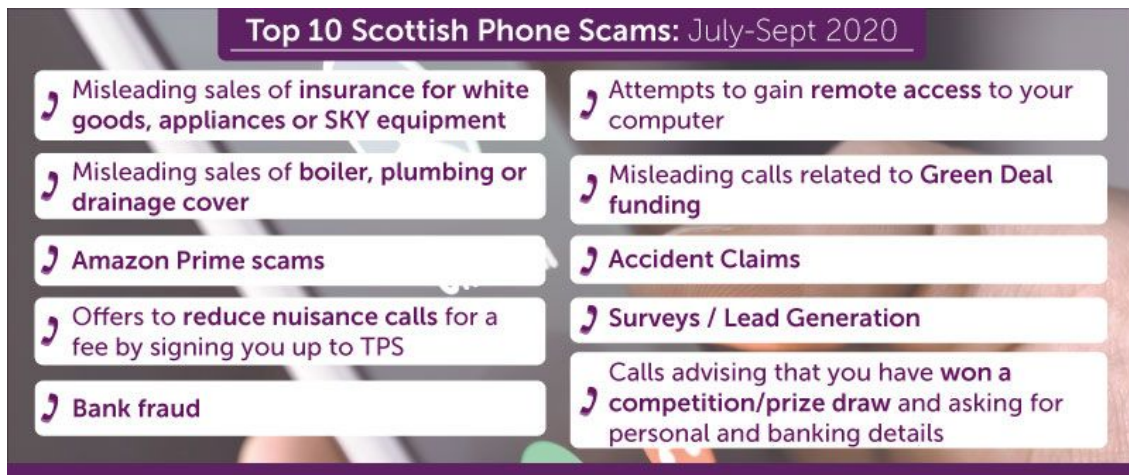 Top 10 Scottish Phone Scams: July-Sept 2020
Misleading sales of insurance for white
goods, appliances or SKY equipment
Misleading sales of boiler, plumbing or
drainage cover
Amazon Prime scams
Offers to reduce nuisance calls for a
fee by signing you up to TPS
Bank fraud
Attempts to gain remote access to your
computer
Misleading calls related to Green Deal
funding
Accident Claims
Surveys / Lead Generation
Calls advising that you have won a
competition/prize draw and asking for
personal and banking details